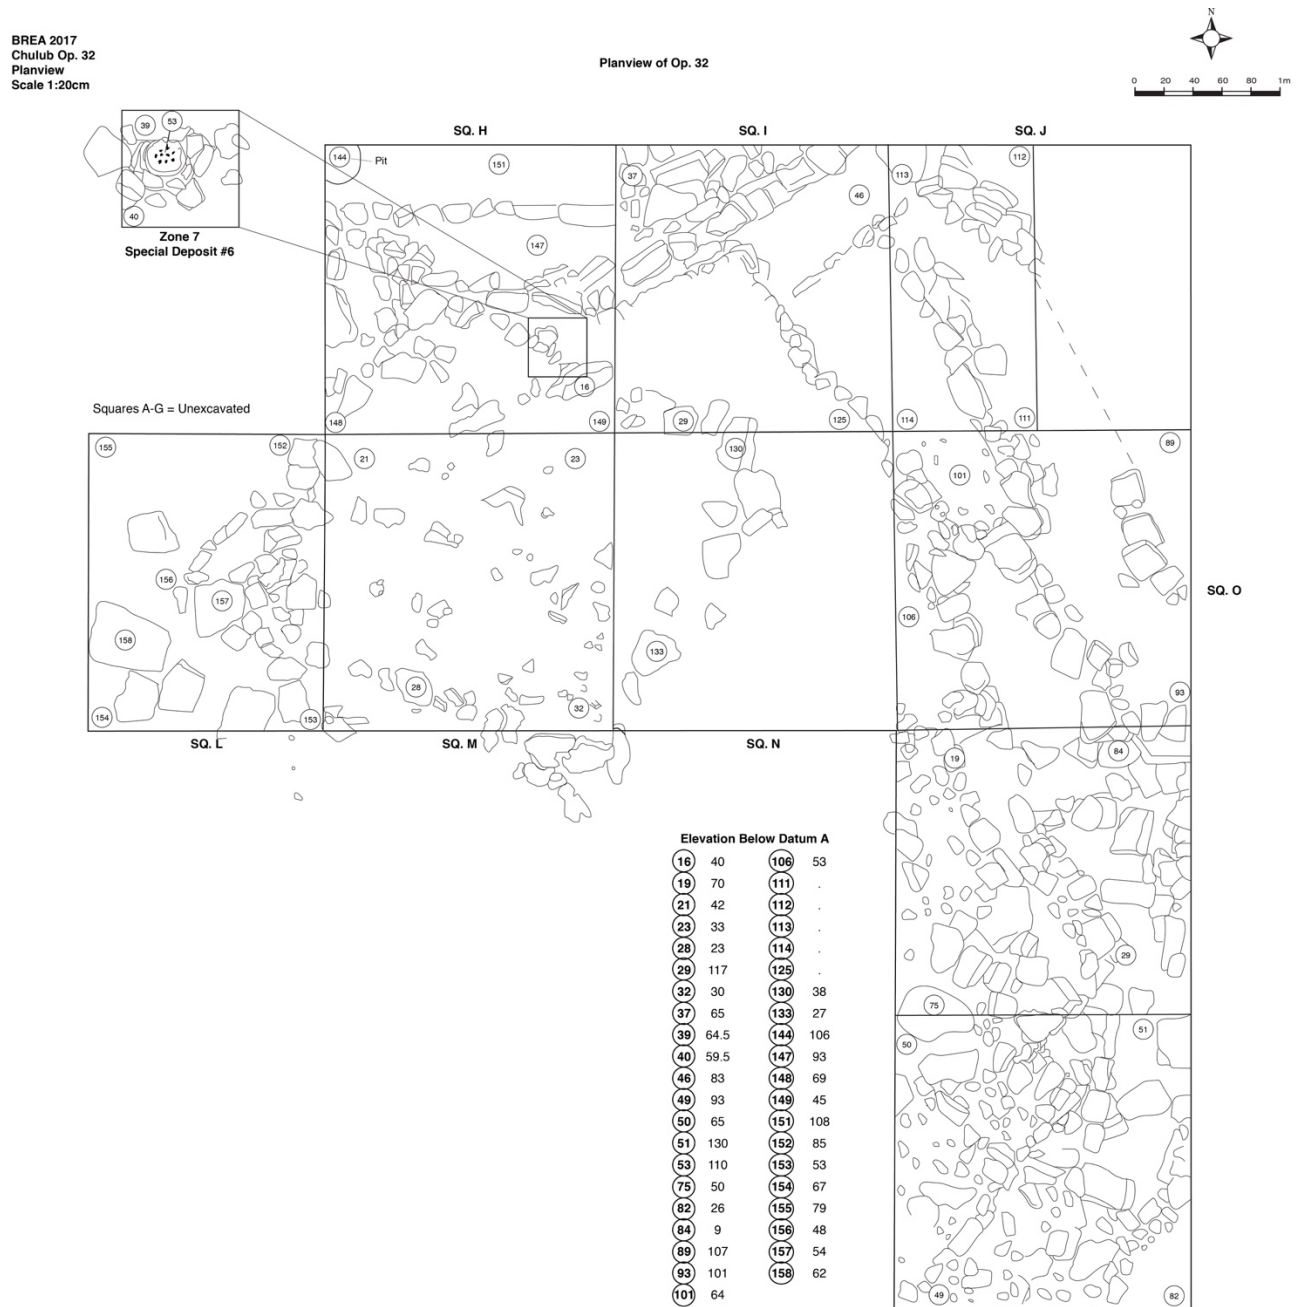 BREA 2017
Chulub Op. 32
Planview
Scale 1:20cm
Planview of Op. 32
N
0 20 40 60 80 1m
39 53
40
Zone 7
Special Deposit #6
SQ. H SQ. I SQ. J
144 Pit 151 37 46 113 112
147
16
148 149 29 125 114 111
Squares A-G = Unexcavated
155 152 21 23 130 101 89
156 157 158 106 133
SQ. O
154 153 28 32 93
SQ. L SQ. M SQ. N
19 84
29
75
50 51
49 82
Elevation Below Datum A
16 40 106 53
19 70 111 .
21 42 112 .
23 33 113 .
28 23 114 .
29 117 125 .
32 30 130 38
37 65 133 27
39 64.5 144 106
40 59.5 147 93
46 83 148 69
49 93 149 45
50 65 151 108
51 130 152 85
53 110 153 53
75 50 154 67
82 26 155 79
84 9 156 48
89 107 157 54
93 101 158 62
101 64